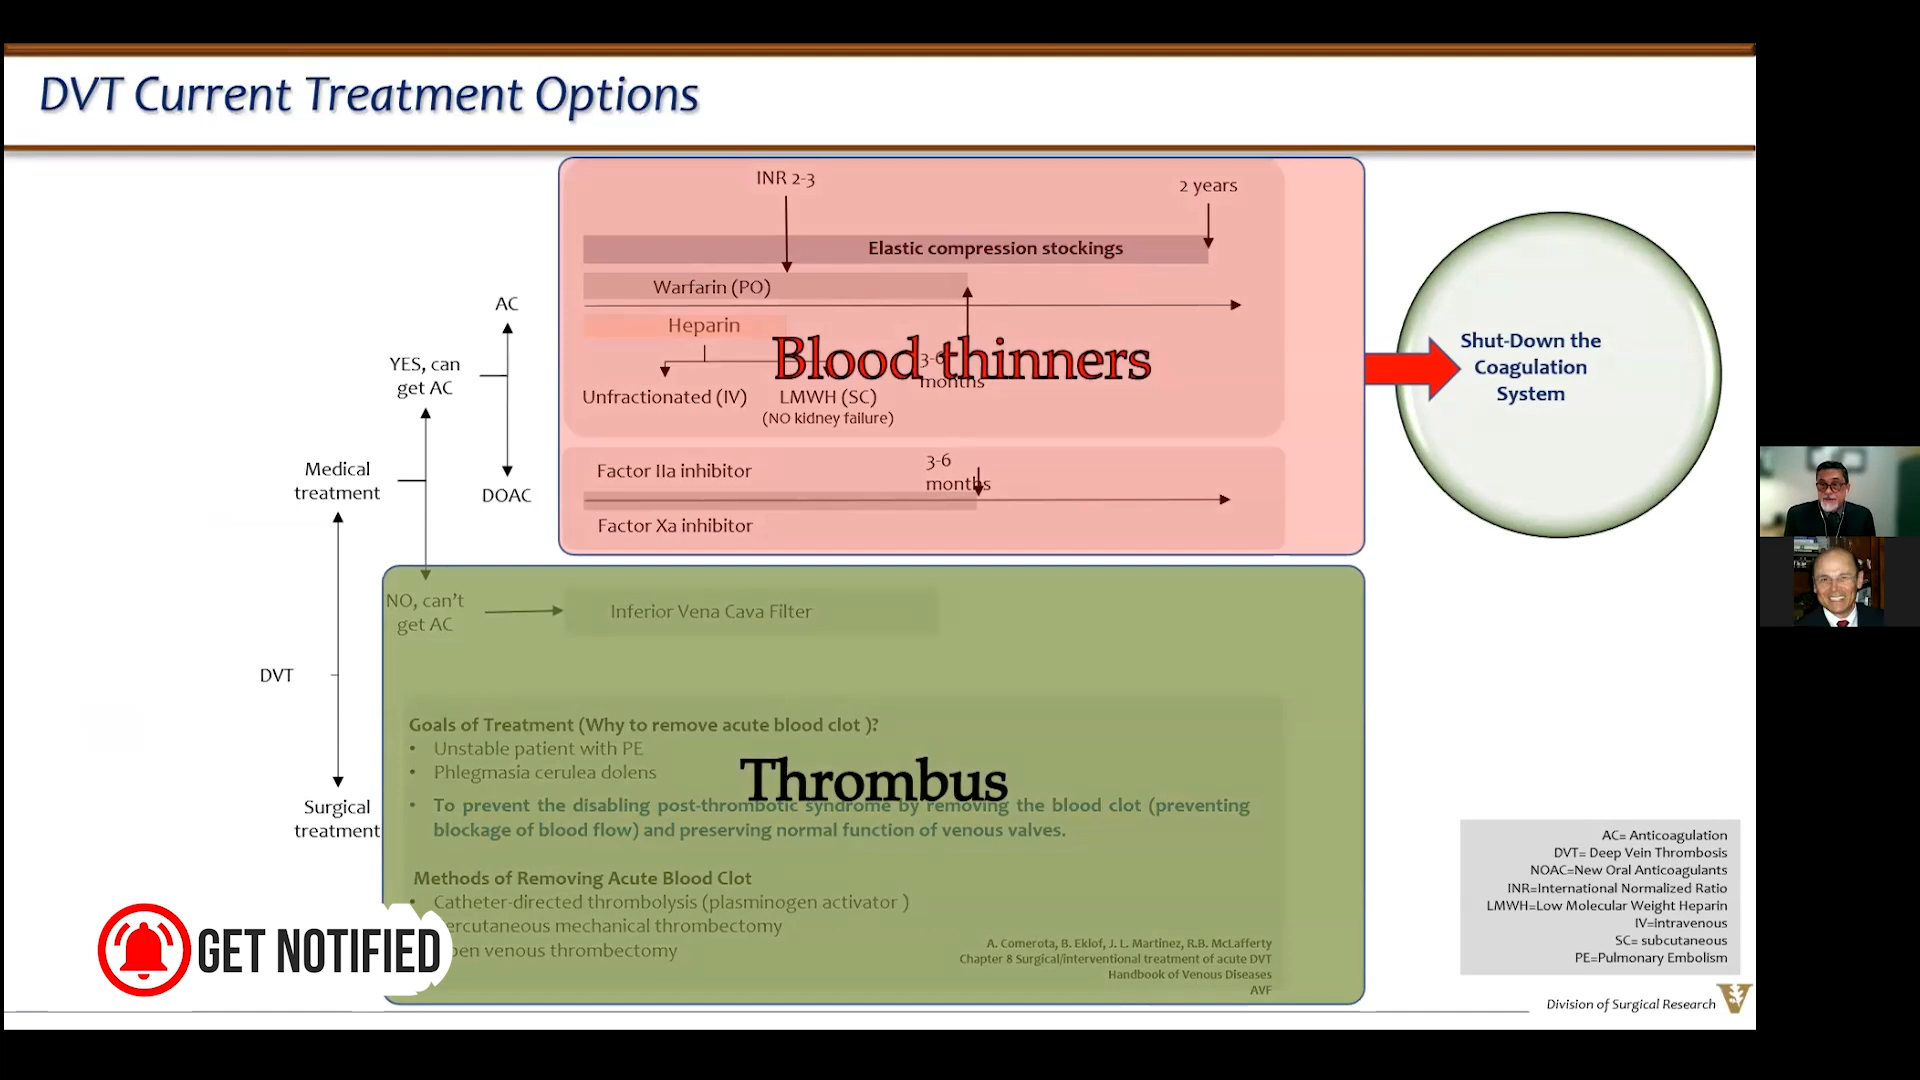 DVT Current Treatment Options
INR 2-3
2 years
Elastic compression stockings
Warfarin (PO)
Heparin
Blood thinners
3-6
months
Unfractionated (IV)
LMWH (SC)
(NO kidney failure)
AC
YES, can
get AC
DOAC
Medical
treatment
Factor IIa inhibitor
3-6
months
Factor Xa inhibitor
Shut-Down the
Coagulation
System
NO, can't
get AC
Inferior Vena Cava Filter
DVT
Surgical
treatment
Goals of Treatment (Why to remove acute blood clot )?
• Unstable patient with PE
• Phlegmasia cerulea dolens
Thrombus
• To prevent the disabling post-thrombotic syndrome by removing the blood clot (preventing
blockage of blood flow) and preserving normal function of venous valves.
Methods of Removing Acute Blood Clot
• Catheter-directed thrombolysis (plasminogen activator )
ercutaneous mechanical thrombectomy
pen venous thrombectomy
GET NOTIFIED
A. Comerota, B. Eklof, J. L. Martinez, R.B. McLafferty
Chapter 8 Surgical/interventional treatment of acute DVT
Handbook of Venous Diseases
AVF
AC= Anticoagulation
DVT= Deep Vein Thrombosis
NOAC=New Oral Anticoagulants
INR=International Normalized Ratio
LMWH=Low Molecular Weight Heparin
IV=intravenous
SC= subcutaneous
PE=Pulmonary Embolism
Division of Surgical Research